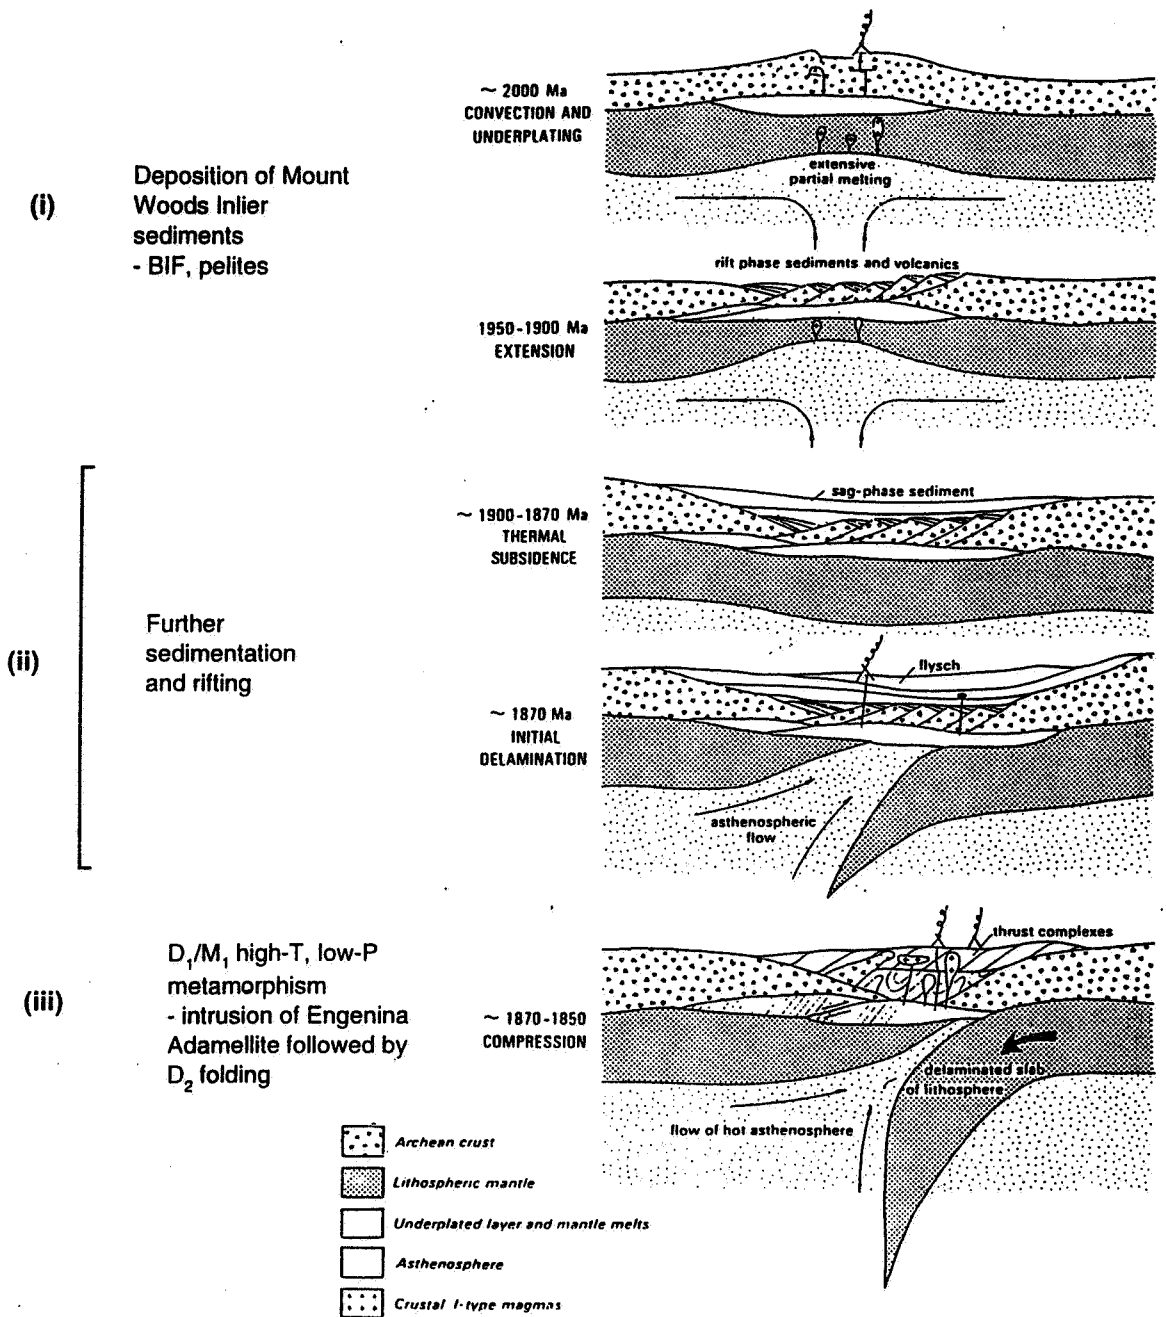 ~ 2000 Ma
CONVECTION AND
UNDERPLATING
extensive
partial melting
(i)
Deposition of Mount
Woods Inlier
sediments
- BIF, pelites
rift phase sediments and volcanics
1950-1900 Ma
EXTENSION
sag-phase sediment
~ 1900-1870 Ma
THERMAL
SUBSIDENCE
(ii)
Further
sedimentation
and rifting
flysch
~ 1870 Ma
INITIAL
DELAMINATION
asthenospheric
flow
(iii)
D1/M1 high-T, low-P
metamorphism
- intrusion of Engenina
Adamellite followed by
D2 folding
thrust complexes
~ 1870-1850
COMPRESSION
delaminated slab
of lithosphere
flow of hot asthenosphere
Archean crust
Lithospheric mantle
Underplated layer and mantle melts
Asthenosphere
Crustal I-type magmas